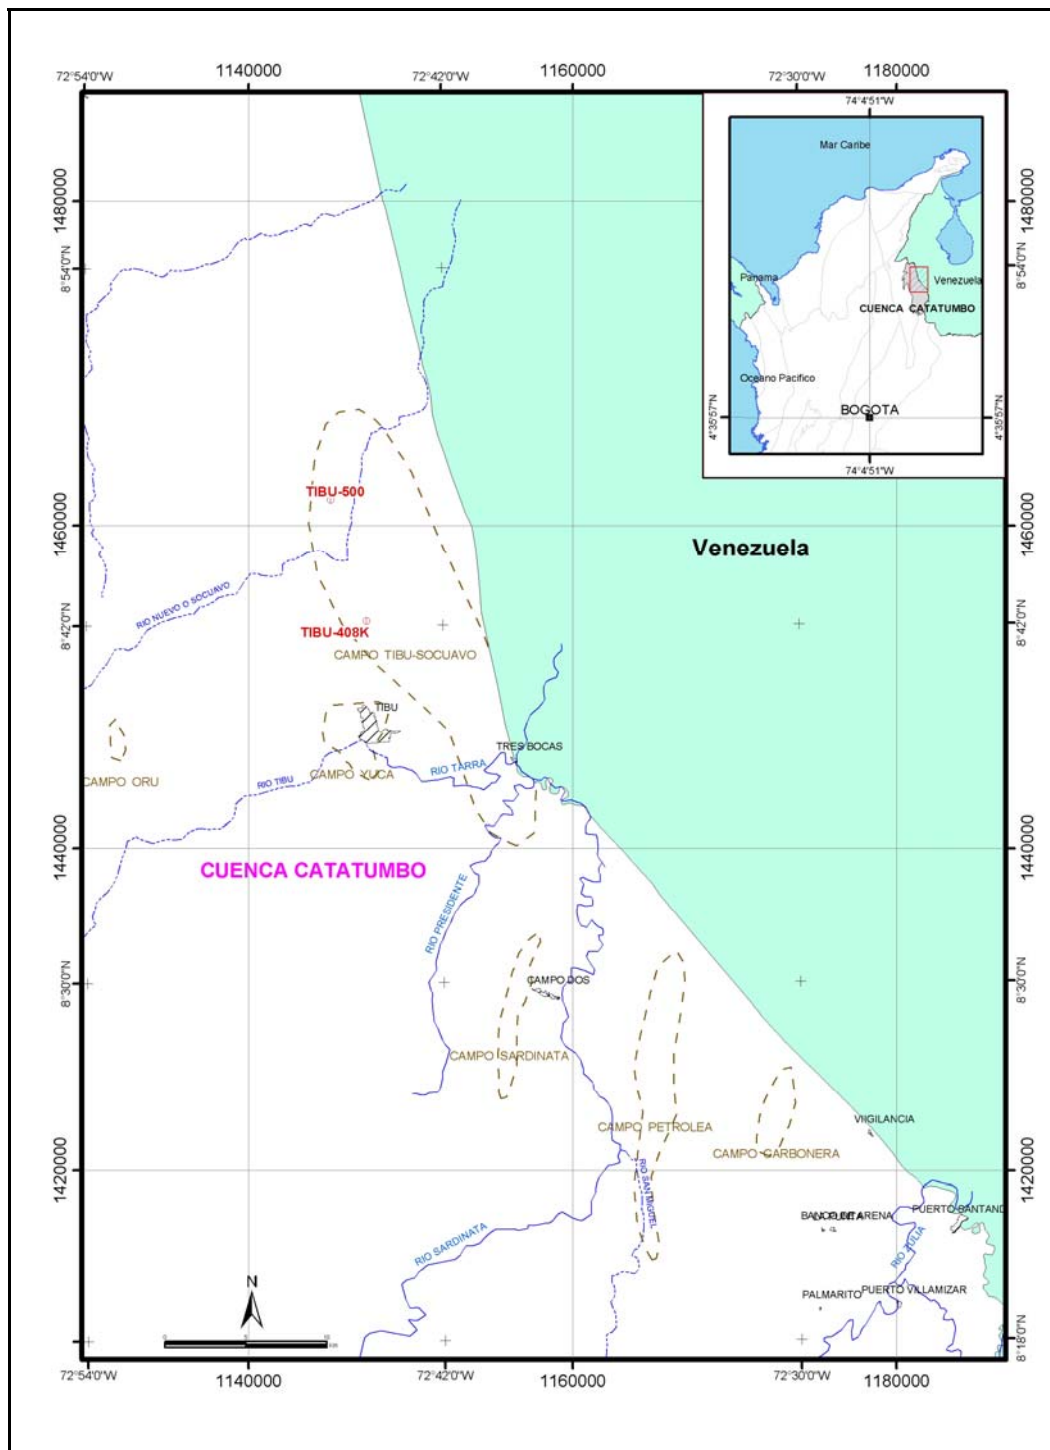 1140000 1160000 1180000
72°54'0"W 72°42'0"W 72°30'0"W
74°4'51"W
Mar Caribe
Panama
Venezuela
CUENCA CATATUMBO
Oceano Pacifico
BOGOTA
4°35'57"N 4°35'57"N
74°4'51"W
1480000 1480000
8°54'0"N 8°54'0"N
TIBU-500
1460000 1460000
Venezuela
RIO NUEVO O SOCUAVO
8°42'0"N 8°42'0"N
TIBU-408K
CAMPO TIBU-SOCUAVO
TIBU
TRES BOCAS
CAMPO ORU
CAMPO YUCA
RIO TARRA
RIO TIBU
1440000 1440000
CUENCA CATATUMBO
RIO PRESIDENTE
8°30'0"N 8°30'0"N
CAMPO DOS
CAMPO SARDINATA
CAMPO PETROLEA
VIIGILANCIA
CAMPO CARBONERA
1420000 1420000
RIO SAN MIGUEL
PUERTO SANTAND
RIO SARDINATA
RIO ZULIA
PALMARITO
PUERTO VILLAMIZAR
N
8°18'0"N
72°54'0"W 72°42'0"W 72°30'0"W
1140000 1160000 1180000